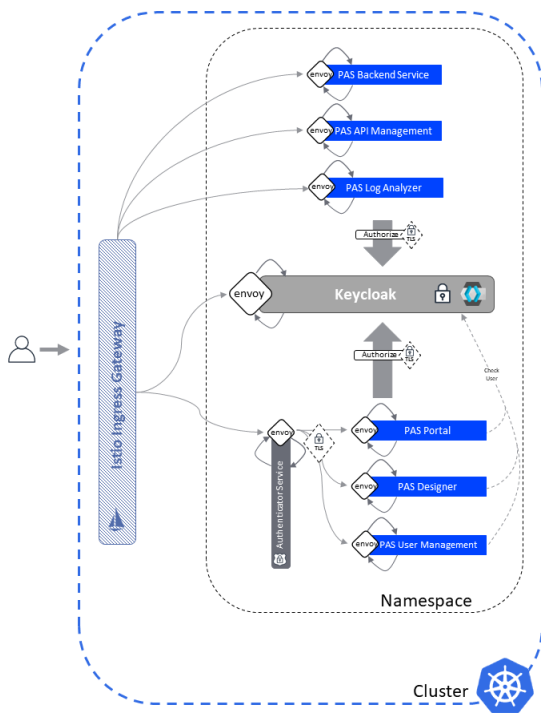 envoy
PAS Backend Service
envoy
PAS API Management
envoy
PAS Log Analyzer
Authorize
TLS
Istio Ingress Gateway
envoy
Keycloak
Authorize
TLS
Check
User
envoy
TLS
envoy
PAS Portal
Authenticator Service
envoy
PAS Designer
envoy
PAS User Management
Namespace
Cluster